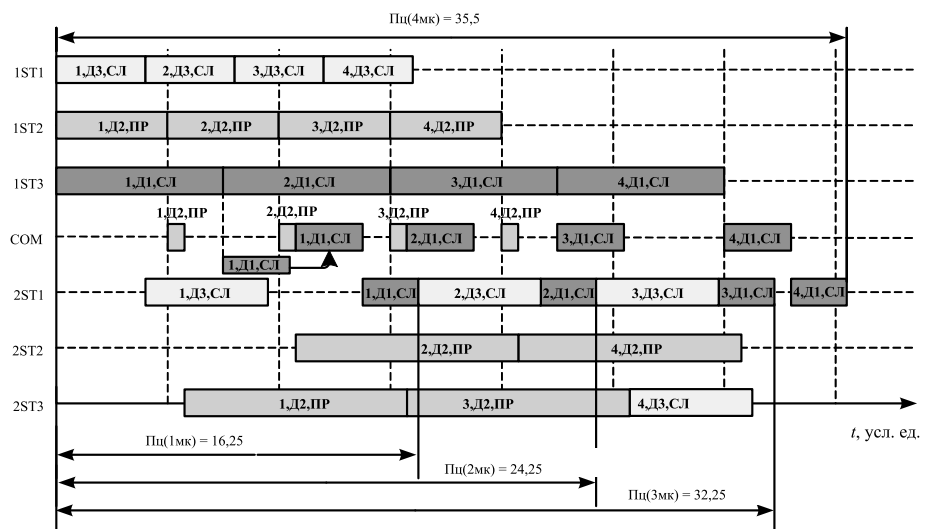 Пц(4мк) = 35,5
1ST1 1,Д3,СЛ 2,Д3,СЛ 3,Д3,СЛ 4,Д3,СЛ
1ST2 1,Д2,ПР 2,Д2,ПР 3,Д2,ПР 4,Д2,ПР
1ST3 1,Д1,СЛ 2,Д1,СЛ 3,Д1,СЛ 4,Д1,СЛ
1,Д2,ПР 2,Д2,ПР 3,Д2,ПР 4,Д2,ПР
COM 1,Д1,СЛ 2,Д1,СЛ 3,Д1,СЛ 4,Д1,СЛ
1,Д1,СЛ
2ST1 1,Д3,СЛ 1,Д1,СЛ 2,Д3,СЛ 2,Д1,СЛ 3,Д3,СЛ 3,Д1,СЛ 4,Д1,СЛ
2ST2 2,Д2,ПР 4,Д2,ПР
2ST3 1,Д2,ПР 3,Д2,ПР 4,Д3,СЛ
t, усл. ед.
Пц(1мк) = 16,25
Пц(2мк) = 24,25
Пц(3мк) = 32,25